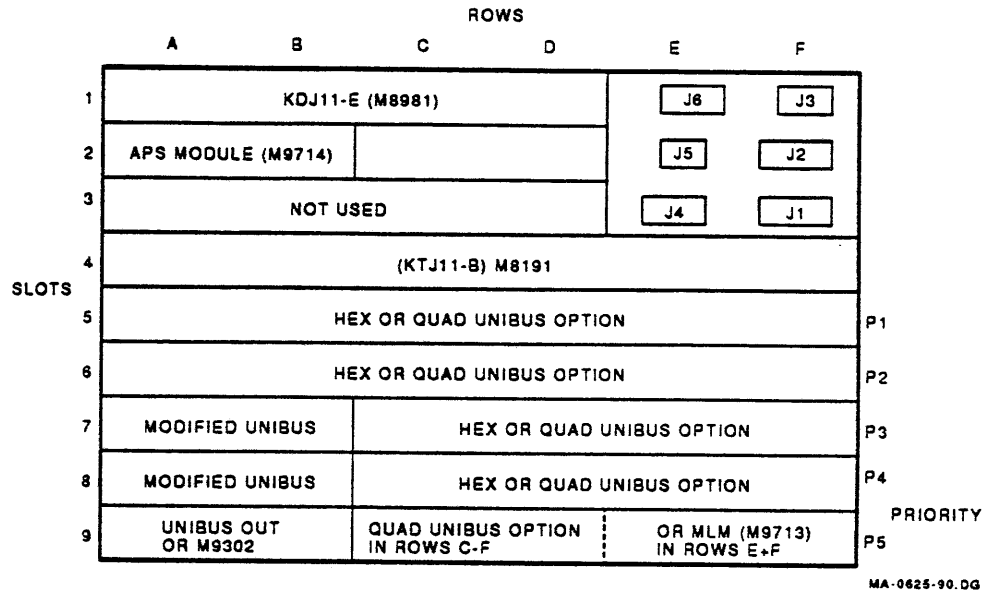 ROWS
A B C D E F
1 KDJ11-E (M8981) J6 J3
2 APS MODULE (M9714) J5 J2
3 NOT USED J4 J1
4 (KTJ11-B) M8191
SLOTS
5 HEX OR QUAD UNIBUS OPTION P1
6 HEX OR QUAD UNIBUS OPTION P2
7 MODIFIED UNIBUS HEX OR QUAD UNIBUS OPTION P3
8 MODIFIED UNIBUS HEX OR QUAD UNIBUS OPTION P4
PRIORITY
9 UNIBUS OUT OR M9302 QUAD UNIBUS OPTION IN ROWS C-F OR MLM (M9713) IN ROWS E+F P5
MA-0625-90.DG